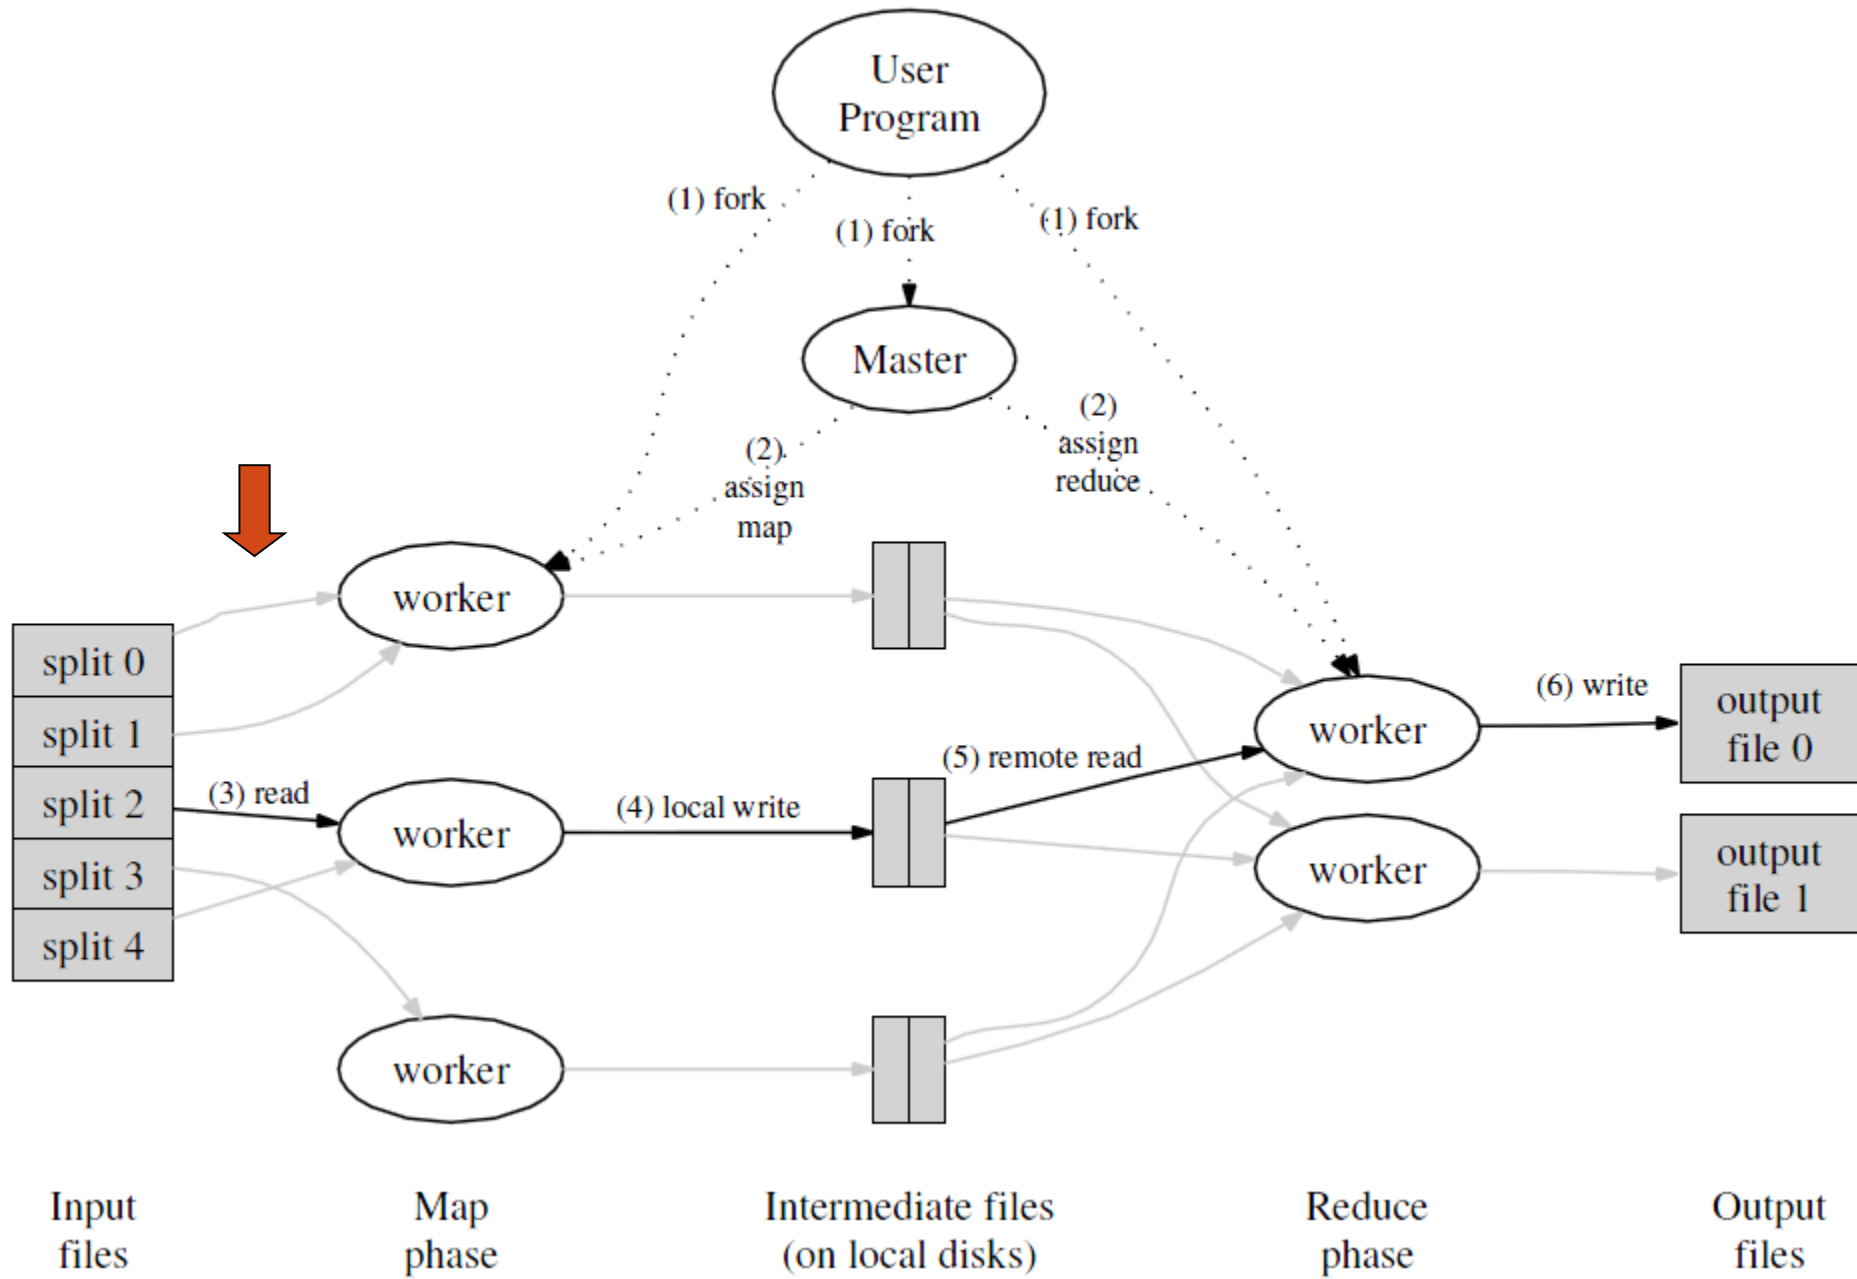 User
Program
(1) fork
(1) fork
(1) fork
Master
(2)
assign
map
(2)
assign
reduce
split 0
split 1
split 2
split 3
split 4
(3) read
worker
worker
worker
(4) local write
(5) remote read
worker
worker
(6) write
output
file 0
output
file 1
Input
files
Map
phase
Intermediate files
(on local disks)
Reduce
phase
Output
files